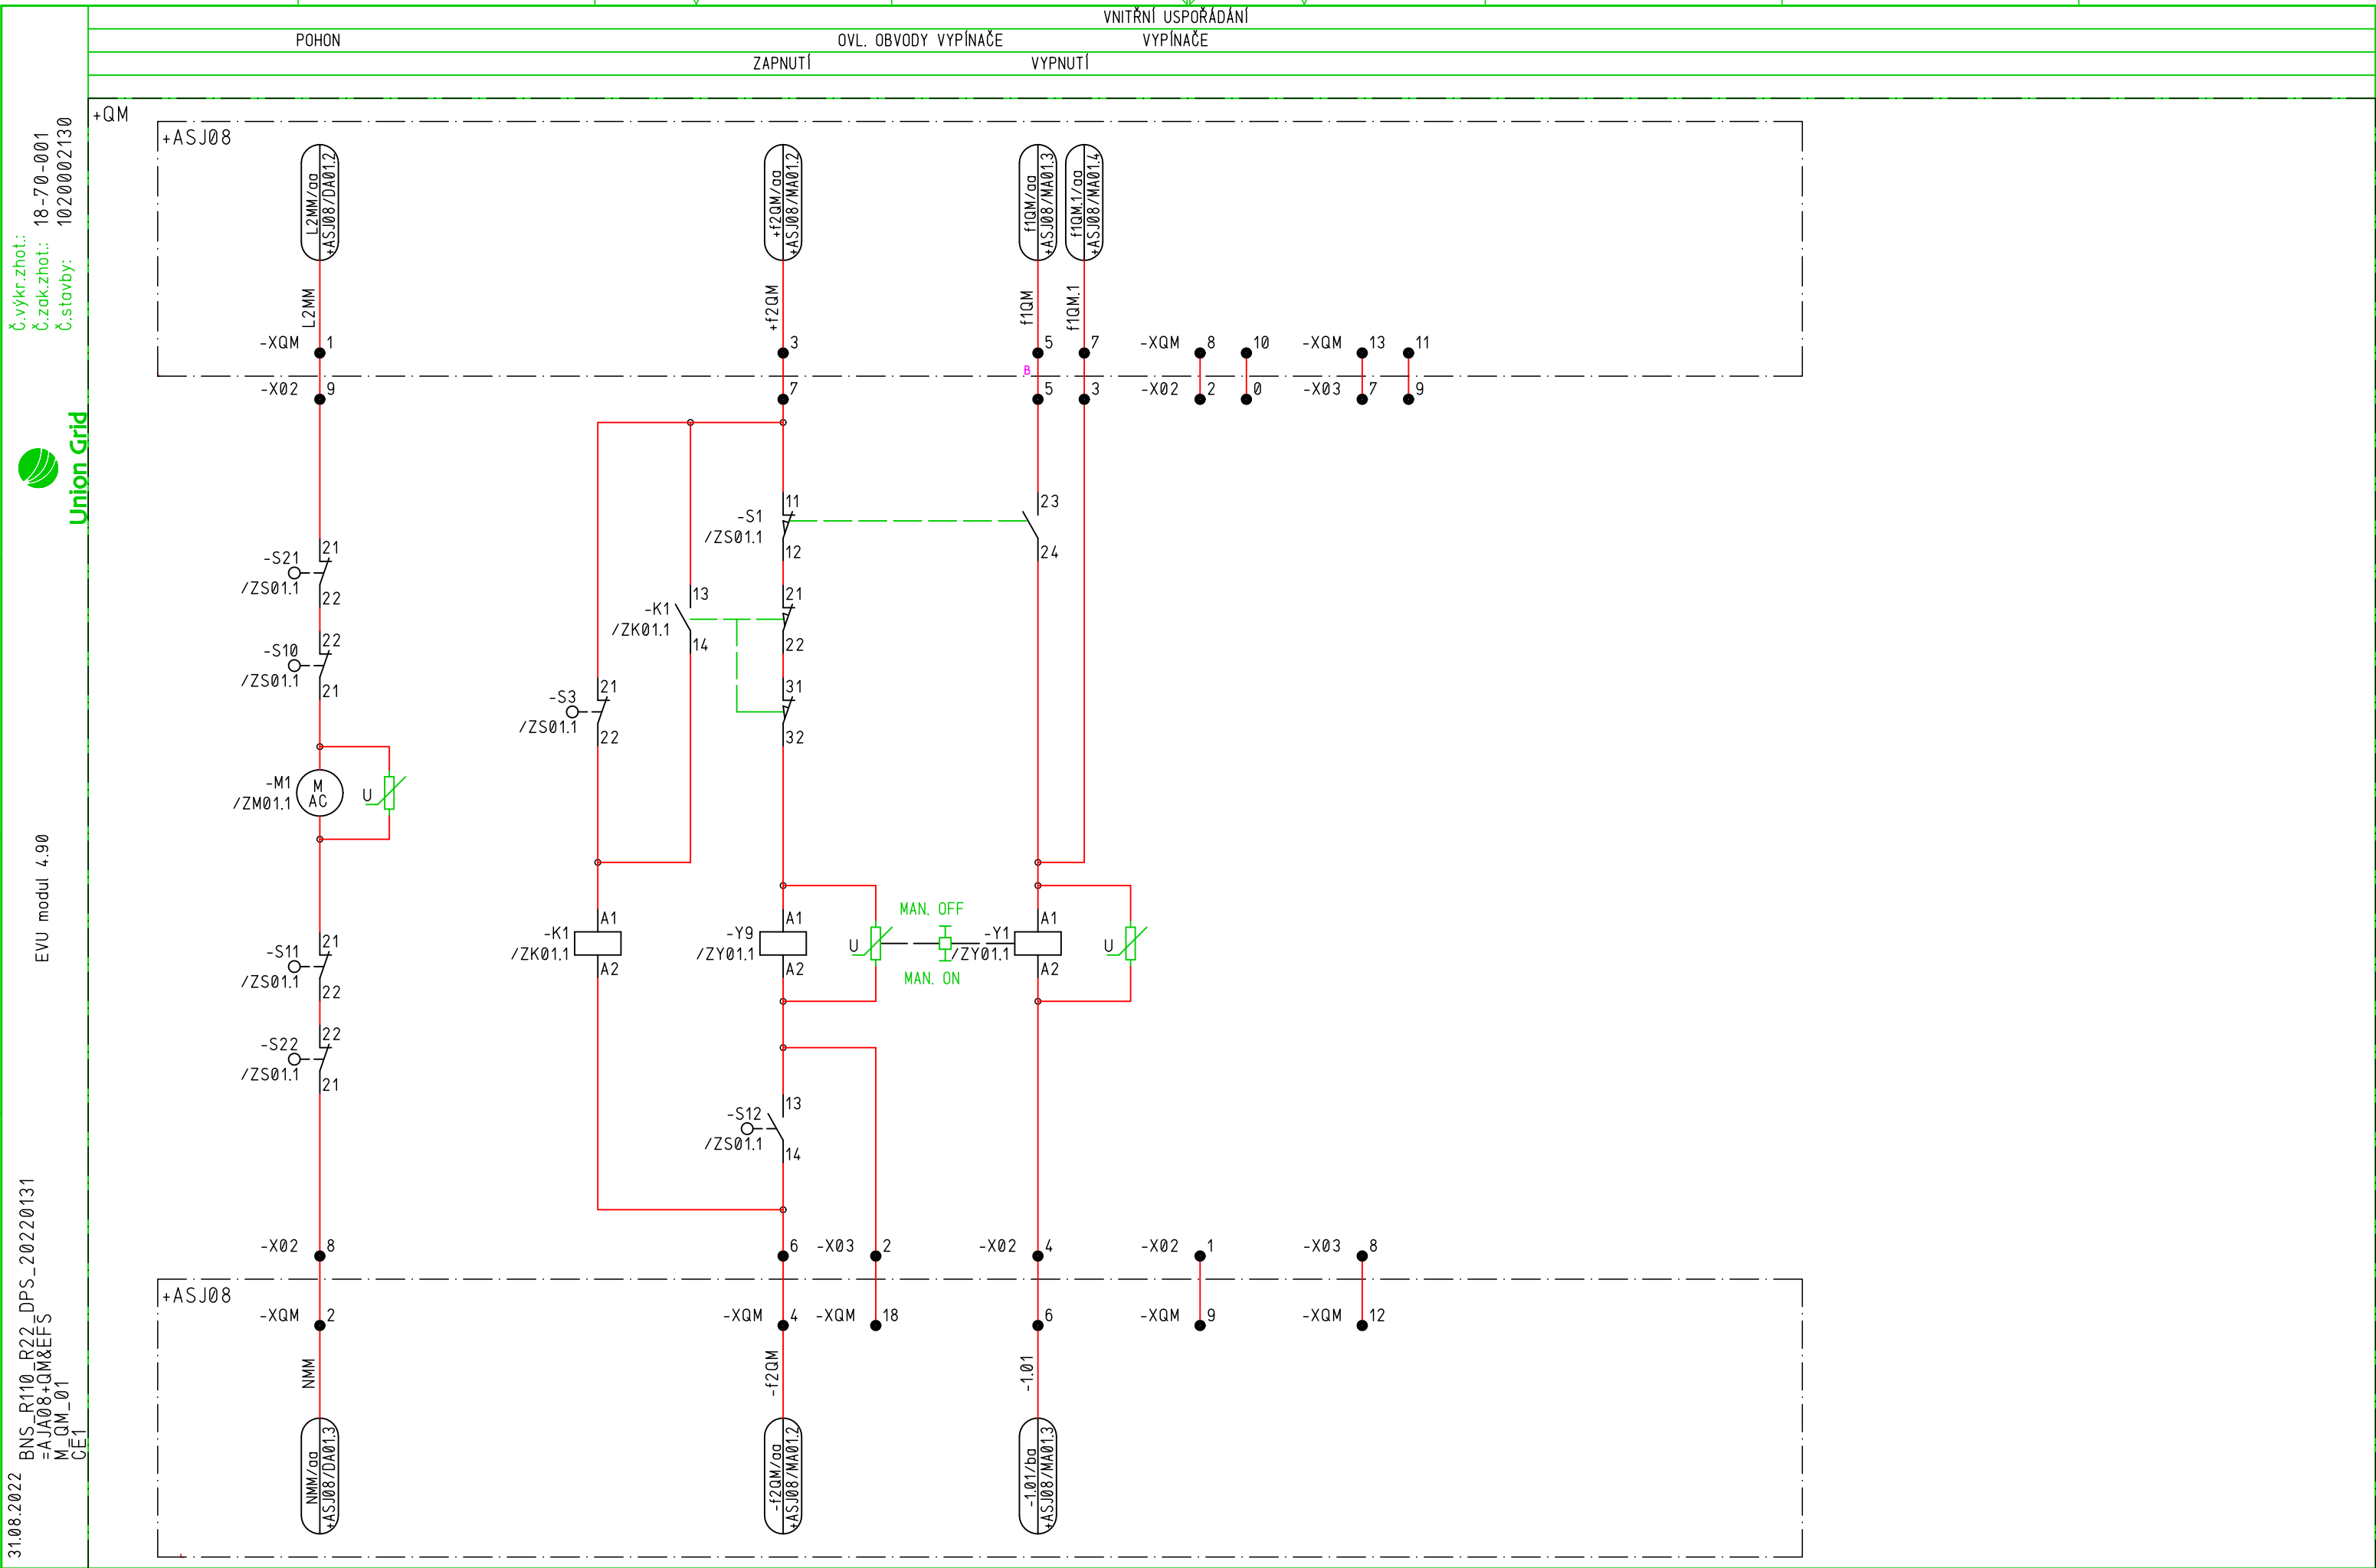 VNITŘNÍ USPOŘÁDÁNÍ
POHON
OVL. OBVODY VYPÍNAČE
VYPÍNAČE
ZAPNUTÍ
VYPNUTÍ
Č.výkr.zhot.:
Č.zak.zhot.: 18-70-001
Č.stavby: 1020002130
Union Grid
EVU modul 4.90
BNS_R110_R22_DPS_20220131
=AJA08+QM&EFS
M_QM_01
CE1
31.08.2022
+QM
+ASJ08
L2MM/aa
+ASJ08/DA01.2
+f2QM/aa
+ASJ08/MA01.2
f1QM/aa
+ASJ08/MA01.3
f1QM.1/aa
+ASJ08/MA01.4
L2MM
+f2QM
f1QM
f1QM.1
-XQM 1
3
5
7
-XQM 8
10
-XQM 13
11
B
-X02 9
7
5
3
-X02 2
0
-X03 7
9
11
-S1
/ZS01.1
12
23
24
21
-S21
/ZS01.1
22
13
-K1
/ZK01.1
14
21
22
22
-S10
/ZS01.1
21
21
-S3
/ZS01.1
22
31
32
-M1
/ZM01.1
M
AC
U
A1
-K1
/ZK01.1
A2
A1
-Y9
/ZY01.1
A2
U
MAN. OFF
MAN. ON
A1
-Y1
/ZY01.1
A2
U
21
-S11
/ZS01.1
22
22
-S22
/ZS01.1
21
13
-S12
/ZS01.1
14
-X02 8
6
-X03 2
-X02 4
-X02 1
-X03 8
+ASJ08
-XQM 2
-XQM 4
-XQM 18
6
-XQM 9
-XQM 12
NMM
-f2QM
-1.01
NMM/aa
+ASJ08/DA01.3
-f2QM/aa
+ASJ08/MA01.2
-1.01/ba
+ASJ08/MA01.3